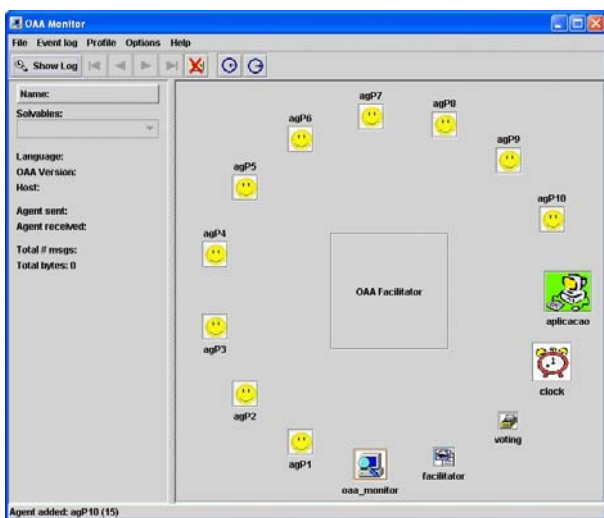 OAA Monitor
File Event log Profile Options Help
Show Log
Name:
Solvables:
Language:
OAA Version:
Host:
Agent sent:
Agent received:
Total # msgs:
Total bytes: 0
agP7
agP8
agP6
agP9
agP5
agP10
agP4
OAA Facilitator
aplicacao
agP3
clock
agP2
voting
agP1
facilitator
oaa_monitor
Agent added: agP10 (15)